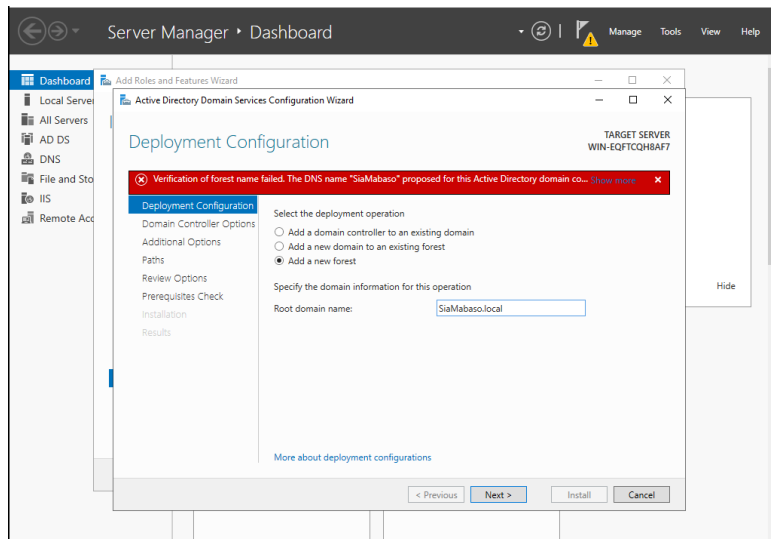 Server Manager ‣ Dashboard
Manage Tools View Help
Dashboard
Local Server
All Servers
AD DS
DNS
File and Sto
IIS
Remote Acc
Add Roles and Features Wizard
Active Directory Domain Services Configuration Wizard
Deployment Configuration
TARGET SERVER
WIN-EQFTCQH8AF7
Verification of forest name failed. The DNS name "SiaMabaso" proposed for this Active Directory domain co... Show more
Deployment Configuration
Domain Controller Options
Additional Options
Paths
Review Options
Prerequisites Check
Installation
Results
Select the deployment operation
Add a domain controller to an existing domain
Add a new domain to an existing forest
Add a new forest
Specify the domain information for this operation
Root domain name: SiaMabaso.local
More about deployment configurations
Hide
< Previous Next > Install Cancel